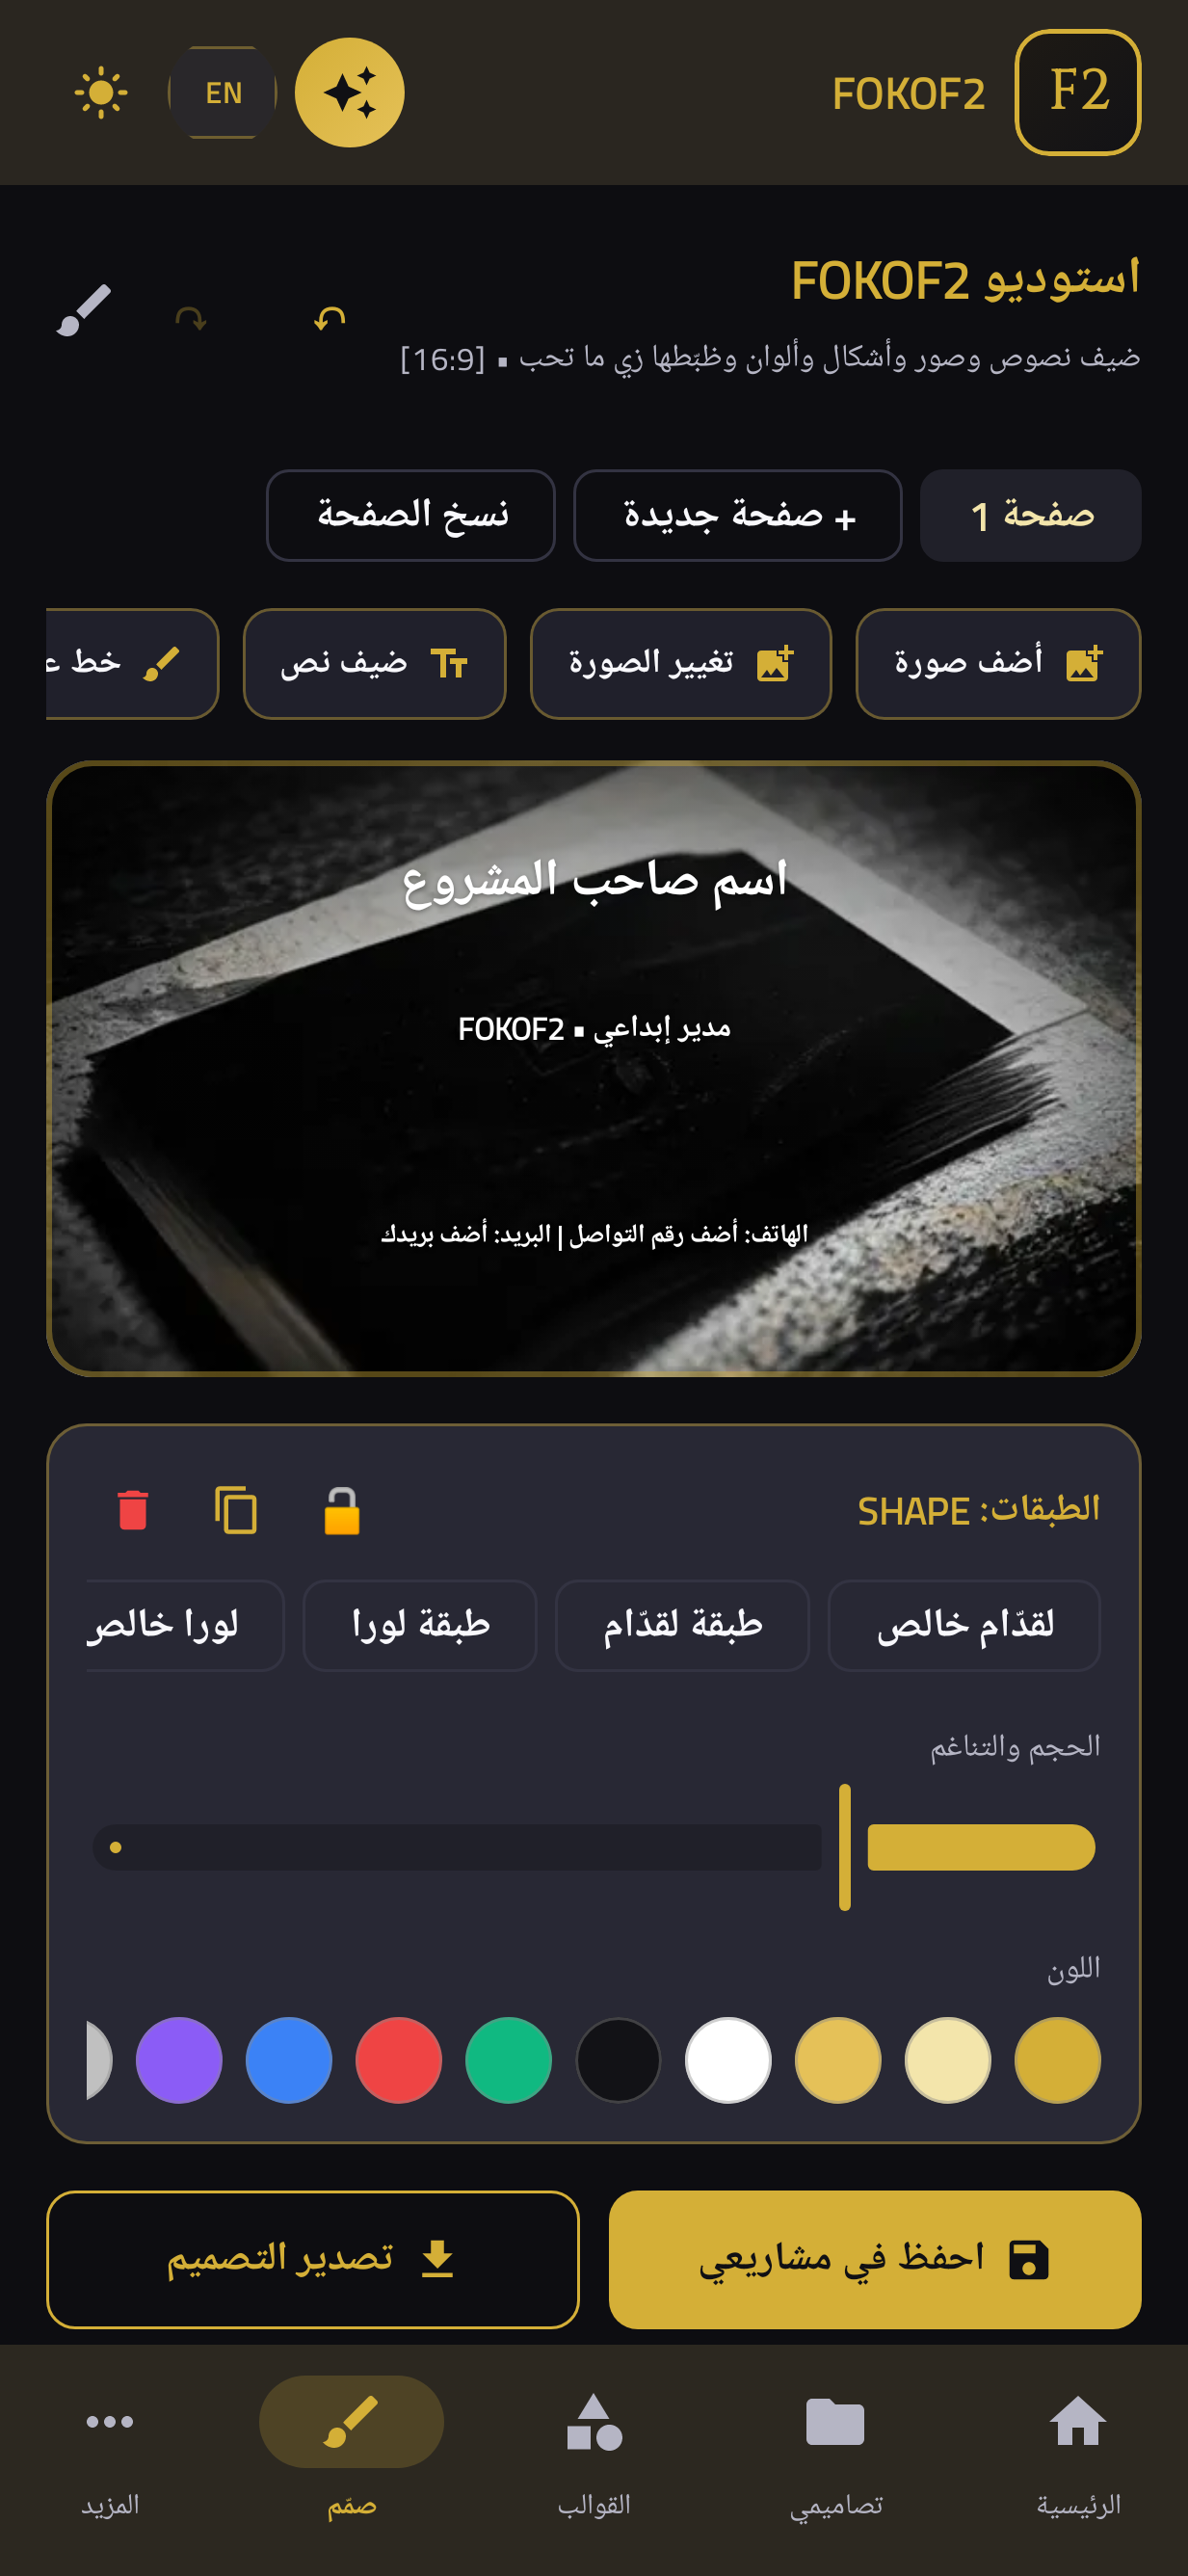 F2
FOKOF2
EN
استوديو FOKOF2
ضيف نصوص وصور وأشكال وألوان وظبّطها زي ما تحب ▪ [16:9]
صفحة 1
+ صفحة جديدة
نسخ الصفحة
أضف صورة
تغيير الصورة
ضيف نص
خط ع
اسم صاحب المشروع
مدير إبداعي ▪ FOKOF2
الهاتف: أضف رقم التواصل | البريد: أضف بريدك
الطبقات: SHAPE
لقدّام خالص
طبقة لقدّام
طبقة لورا
لورا خالص
الحجم والتناغم
اللون
احفظ في مشاريعي
تصدير التصميم
الرئيسية
تصاميمي
القوالب
صمّم
المزيد